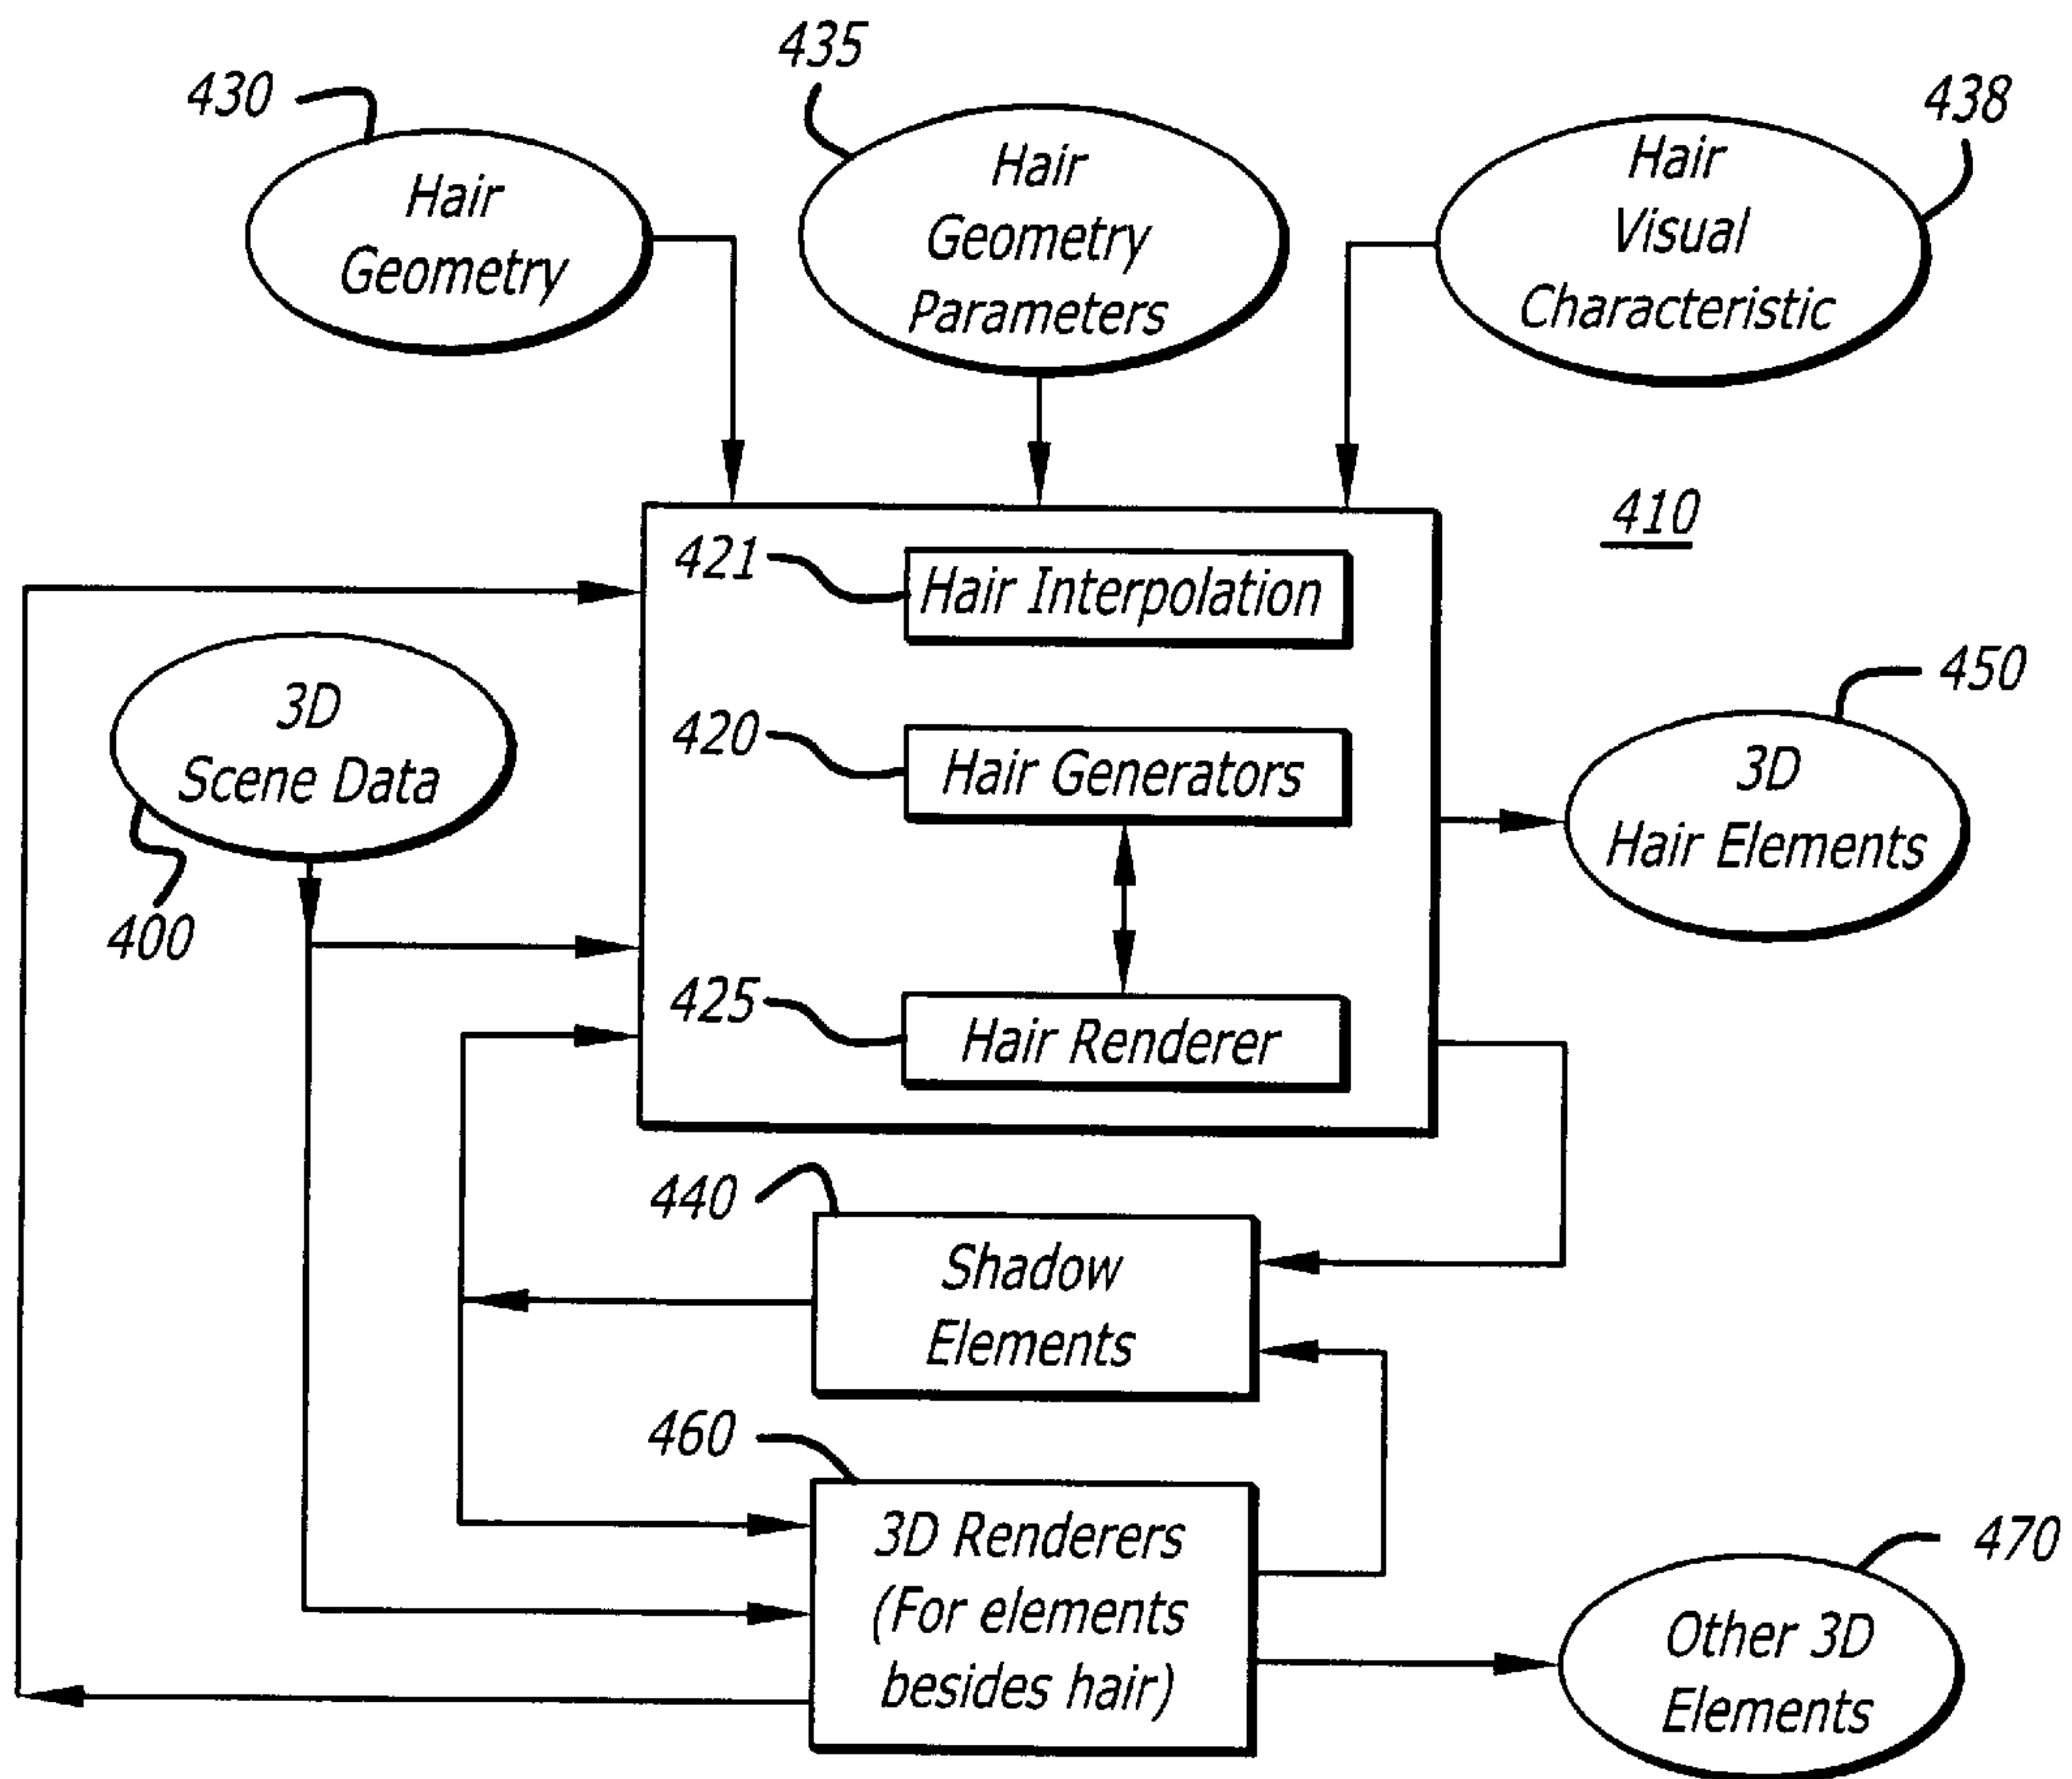 435
430
438
Hair
Geometry
Hair
Geometry
Parameters
Hair
Visual
Characteristic
410
421
Hair Interpolation
3D
Scene Data
400
420
Hair Generators
450
3D
Hair Elements
425
Hair Renderer
440
Shadow
Elements
460
3D Renderers
(For elements
besides hair)
470
Other 3D
Elements